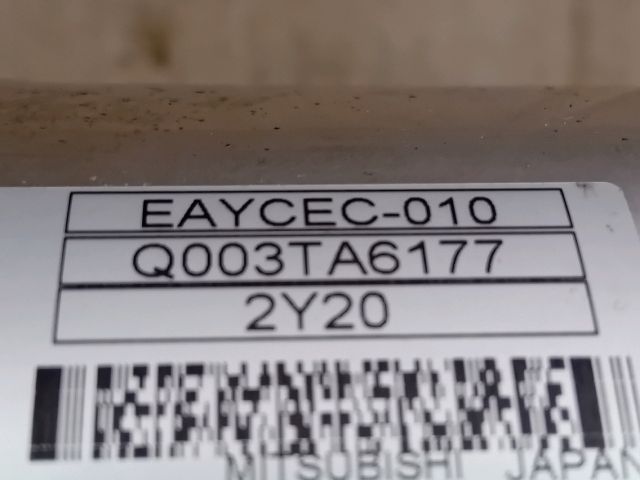 EAYCEC-010
Q003TA6177
2Y20
MITSUBISHI JAPAN